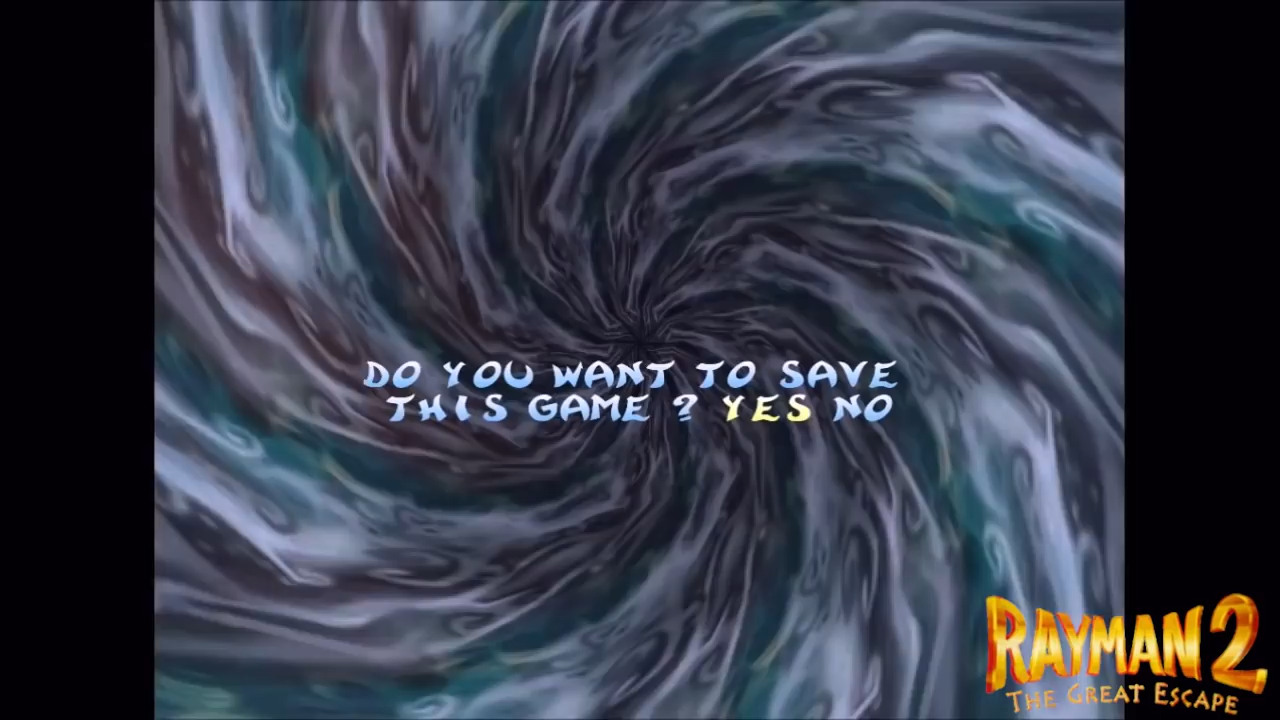 DO YOU WANT TO SAVE
THIS GAME ? YES NO
RAYMAN 2
THE GREAT ESCAPE